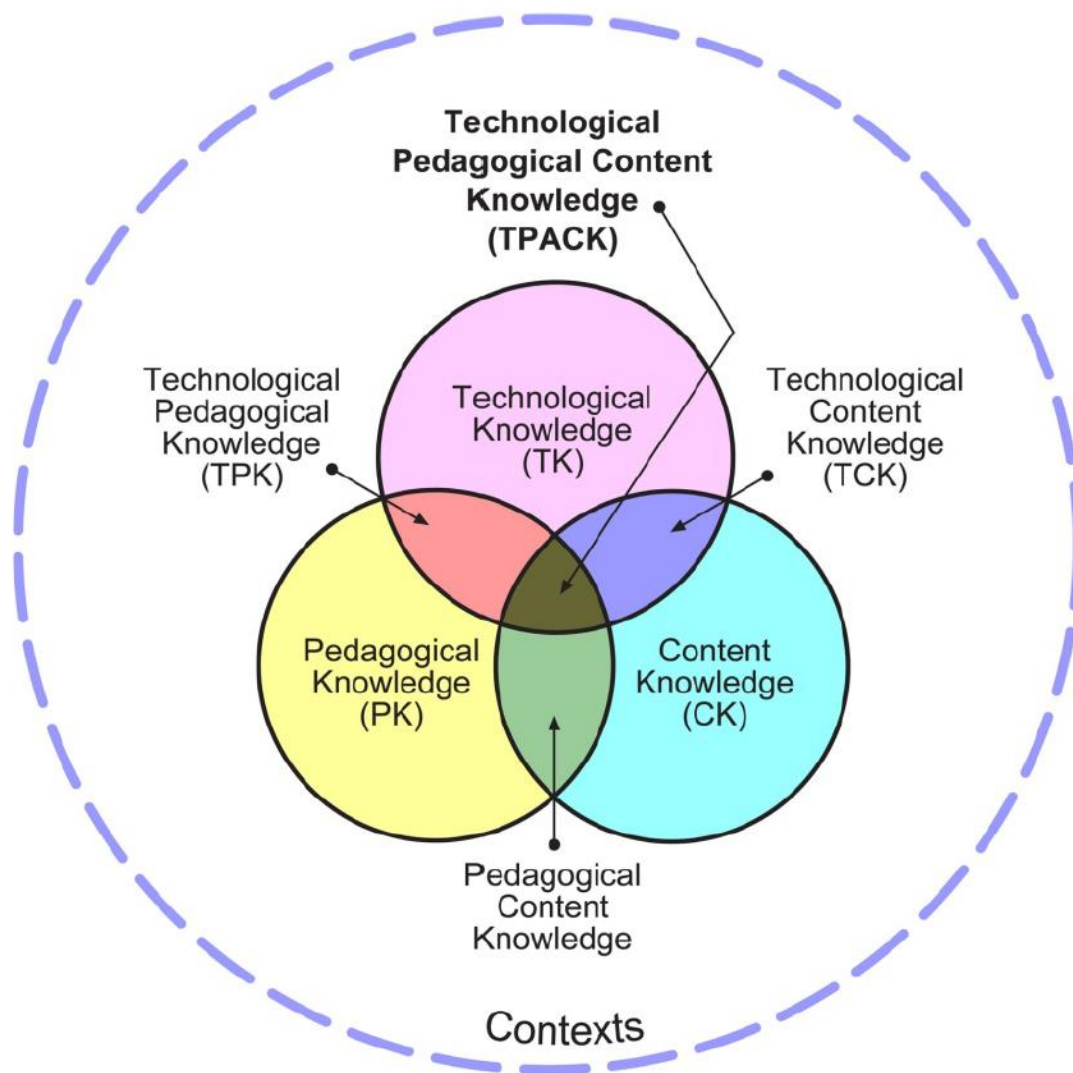 Technological
Pedagogical Content
Knowledge
(TPACK)
Technological
Pedagogical
Knowledge
(TPK)
Technological
Knowledge
(TK)
Technological
Content
Knowledge
(TCK)
Pedagogical
Knowledge
(PK)
Content
Knowledge
(CK)
Pedagogical
Content
Knowledge
Contexts